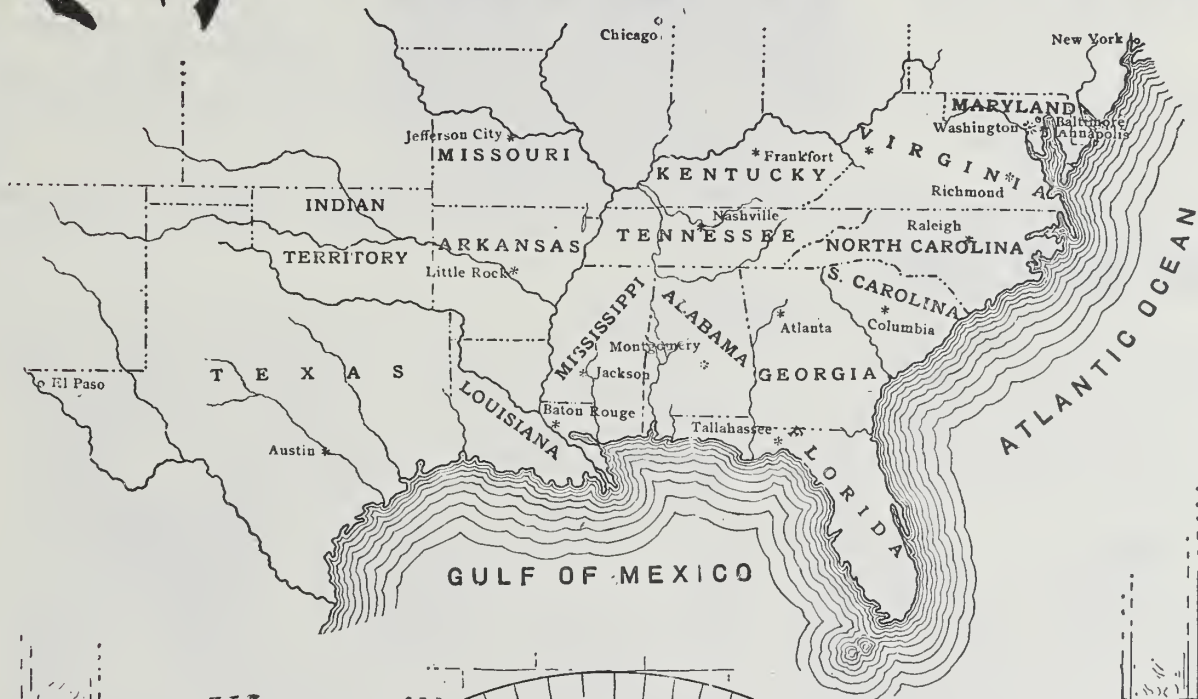 Chicago
New York
MARYLAND
Baltimore
Washington
Annapolis
Jefferson City
MISSOURI
Frankfort
KENTUCKY
VIRGINIA
Richmond
INDIAN
TERRITORY
ARKANSAS
Little Rock
Nashville
TENNESSEE
Raleigh
NORTH CAROLINA
S. CAROLINA
Columbia
MISSISSIPPI
ALABAMA
Atlanta
Montgomery
Jackson
GEORGIA
El Paso
TEXAS
LOUISIANA
Baton Rouge
Tallahassee
FLORIDA
Austin
ATLANTIC OCEAN
GULF OF MEXICO